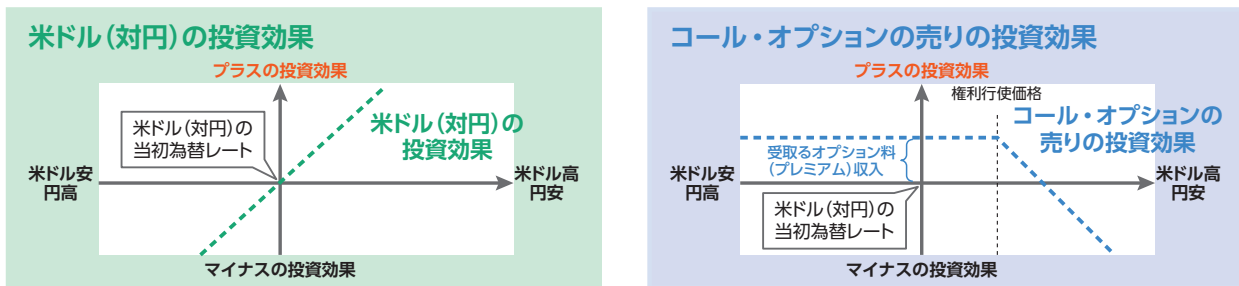 米ドル(対円)の投資効果
プラスの投資効果
米ドル(対円)の
当初為替レート
米ドル(対円)の
投資効果
米ドル安
円高
米ドル高
円安
マイナスの投資効果
コール・オプションの売りの投資効果
プラスの投資効果
権利行使価格
コール・オプションの
売りの投資効果
受取るオプション料
(プレミアム)収入
米ドル安
円高
米ドル高
円安
米ドル(対円)の
当初為替レート
マイナスの投資効果